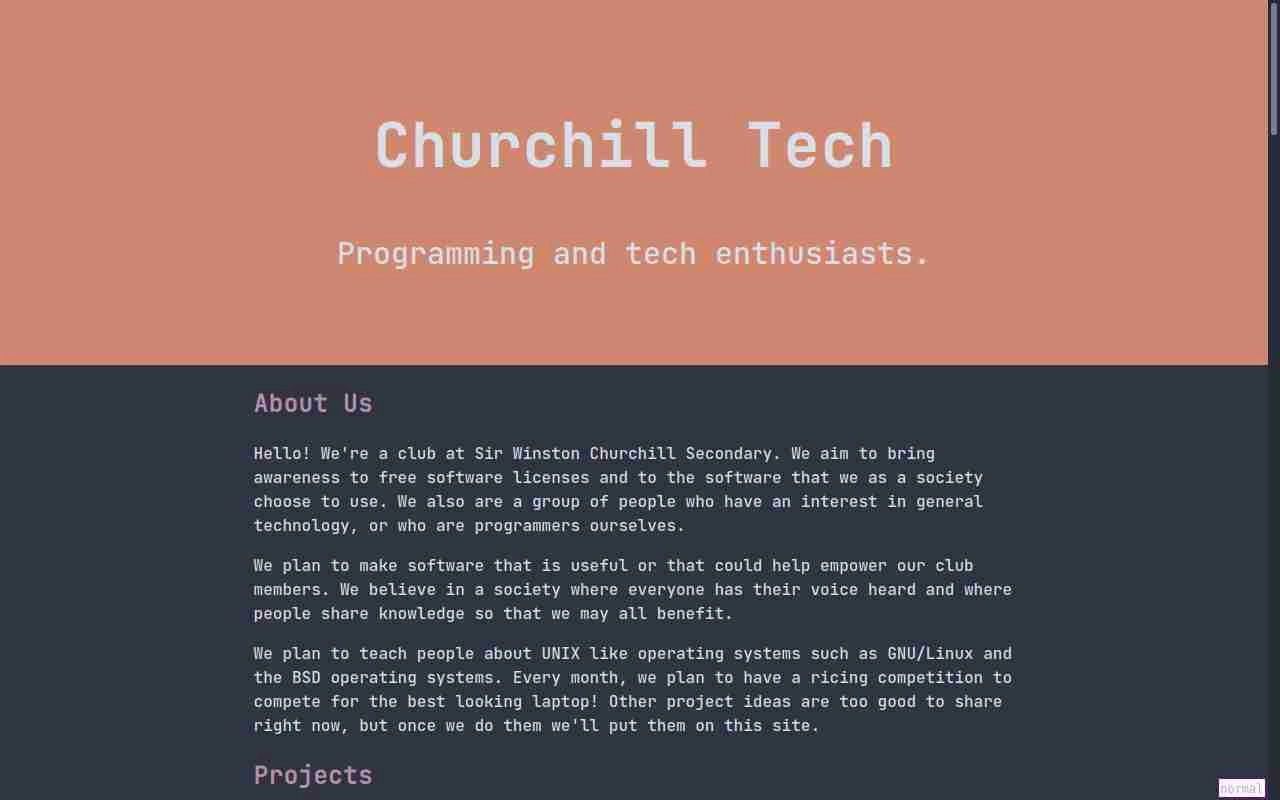 Churchill Tech
Programming and tech enthusiasts.
About Us
Hello! We're a club at Sir Winston Churchill Secondary. We aim to bring
awareness to free software licenses and to the software that we as a society
choose to use. We also are a group of people who have an interest in general
technology, or who are programmers ourselves.
We plan to make software that is useful or that could help empower our club
members. We believe in a society where everyone has their voice heard and where
people share knowledge so that we may all benefit.
We plan to teach people about UNIX like operating systems such as GNU/Linux and
the BSD operating systems. Every month, we plan to have a ricing competition to
compete for the best looking laptop! Other project ideas are too good to share
right now, but once we do them we'll put them on this site.
Projects
normal